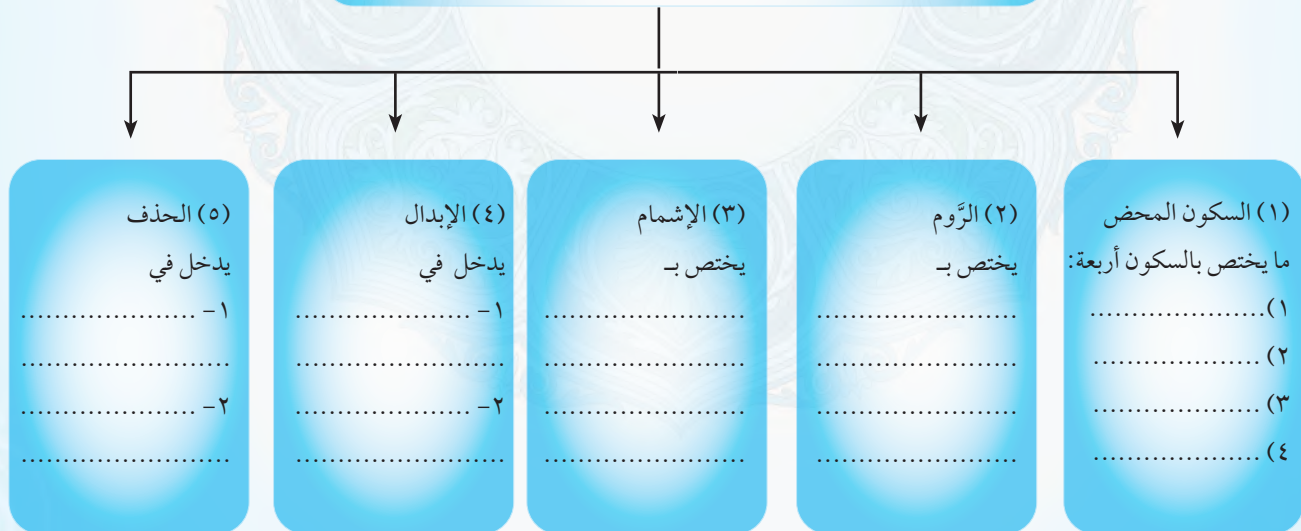 (١) السكون المحض
ما يختص بالسكون أربعة:
١).....................
٢) ....................
٣) ....................
٤) ....................
(٢) الرَّوم
يختص بـ
........................
........................
........................
........................
(٣) الإشمام
يختص بـ
........................
........................
........................
........................
(٤) الإبدال
يدخل في
١- .....................
.........................
٢- .....................
.........................
(٥) الحذف
يدخل في
١- .....................
.........................
٢- .....................
.........................